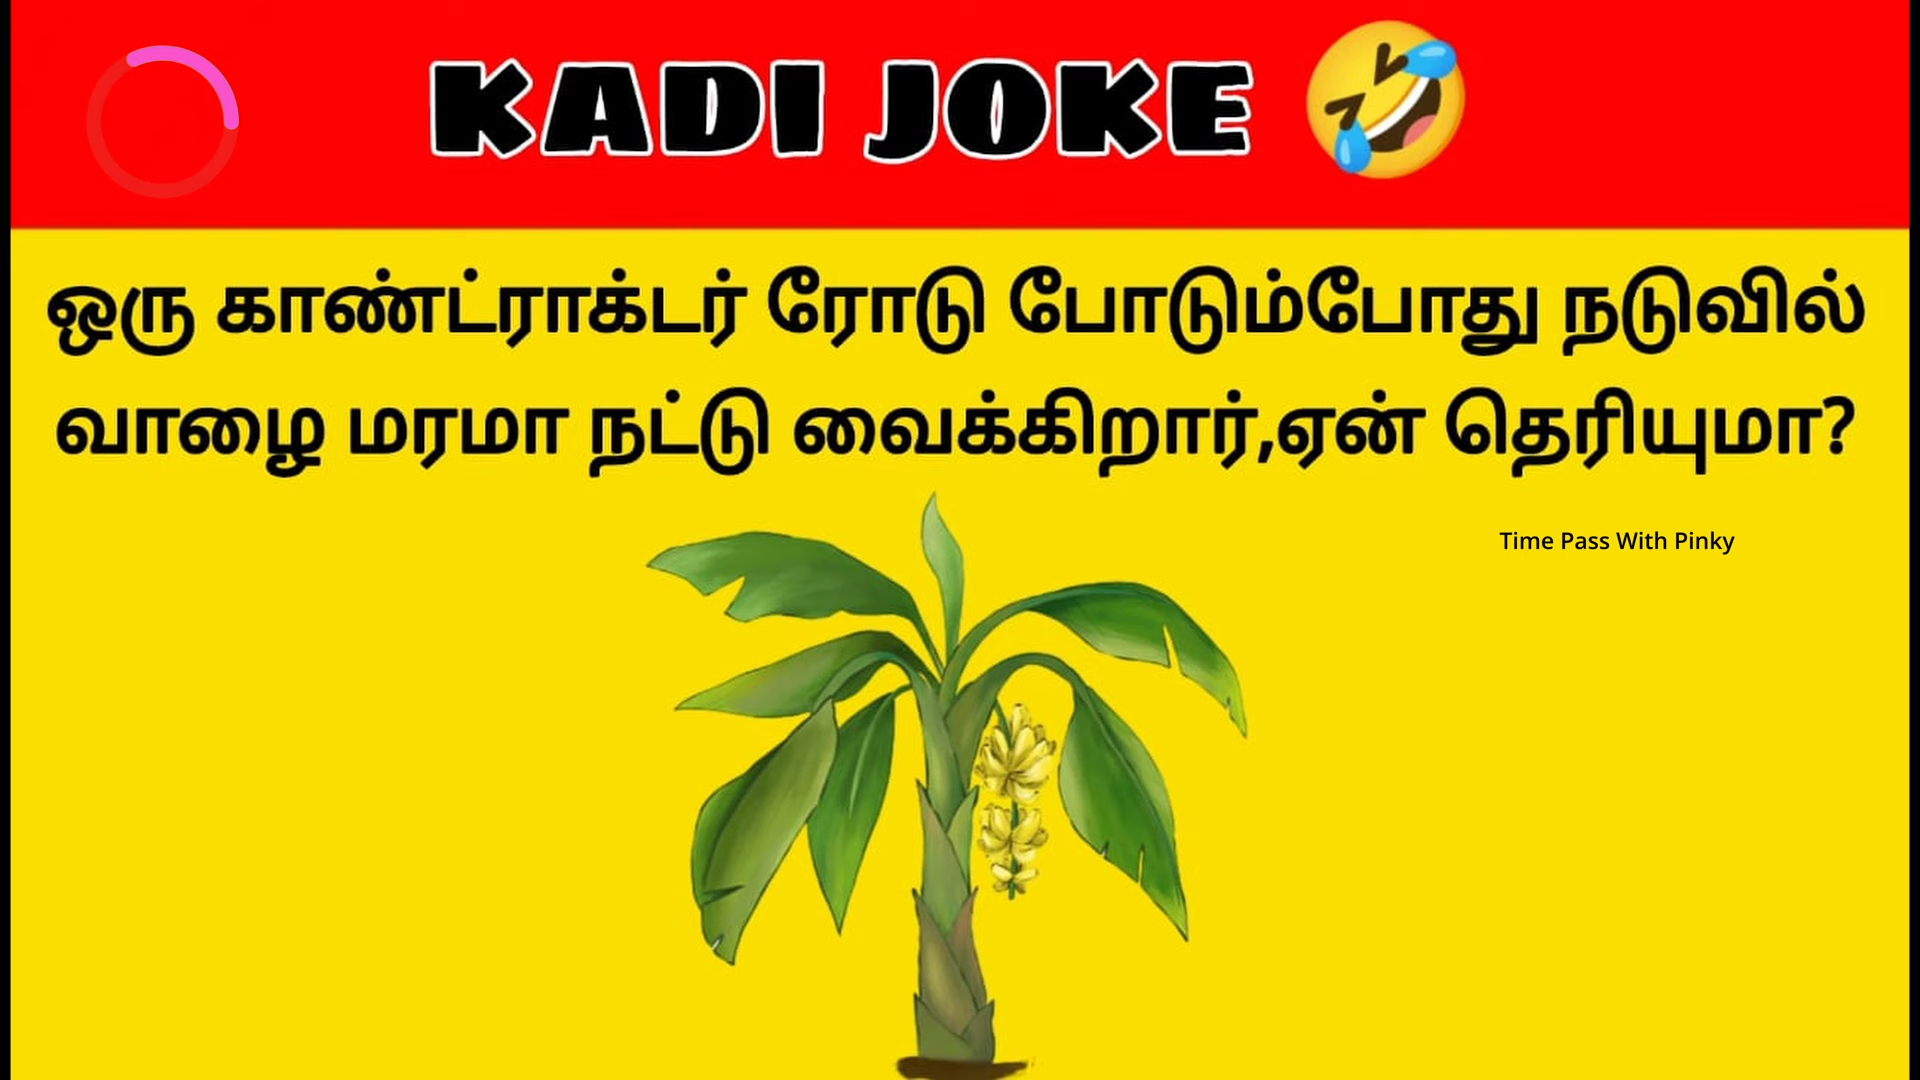 KADI JOKE 🤣
ஒரு காண்ட்ராக்டர் ரோடு போடும்போது நடுவில்
வாழை மரமா நட்டு வைக்கிறார்,ஏன் தெரியுமா?
Time Pass With Pinky